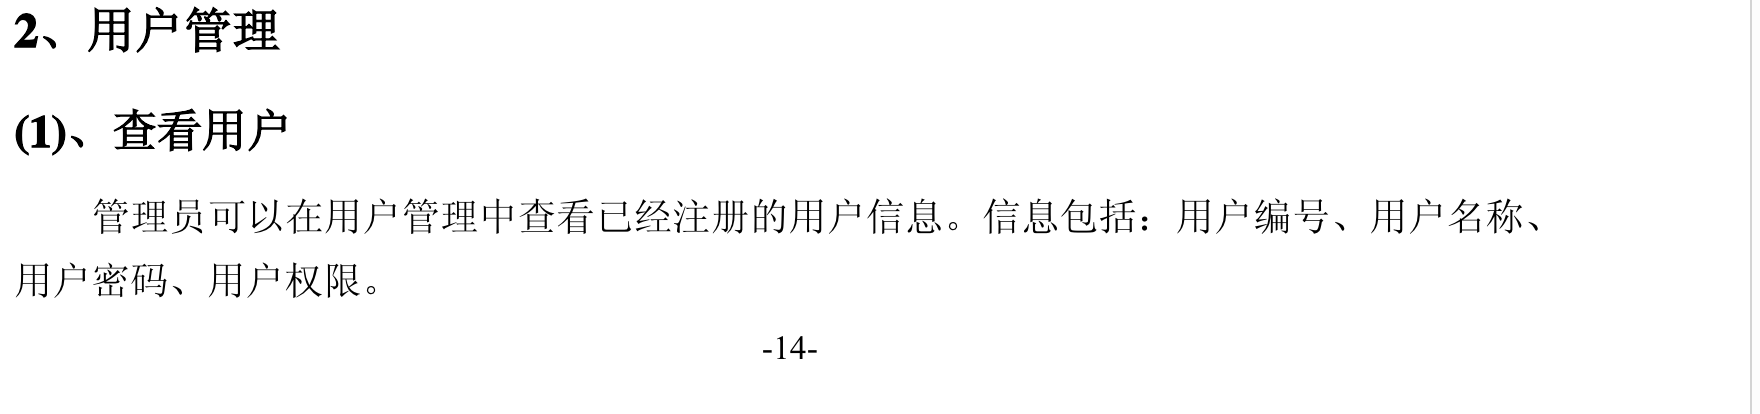 2、用户管理
(1)、查看用户
管理员可以在用户管理中查看已经注册的用户信息。信息包括：用户编号、用户名称、
用户密码、用户权限。
-14-